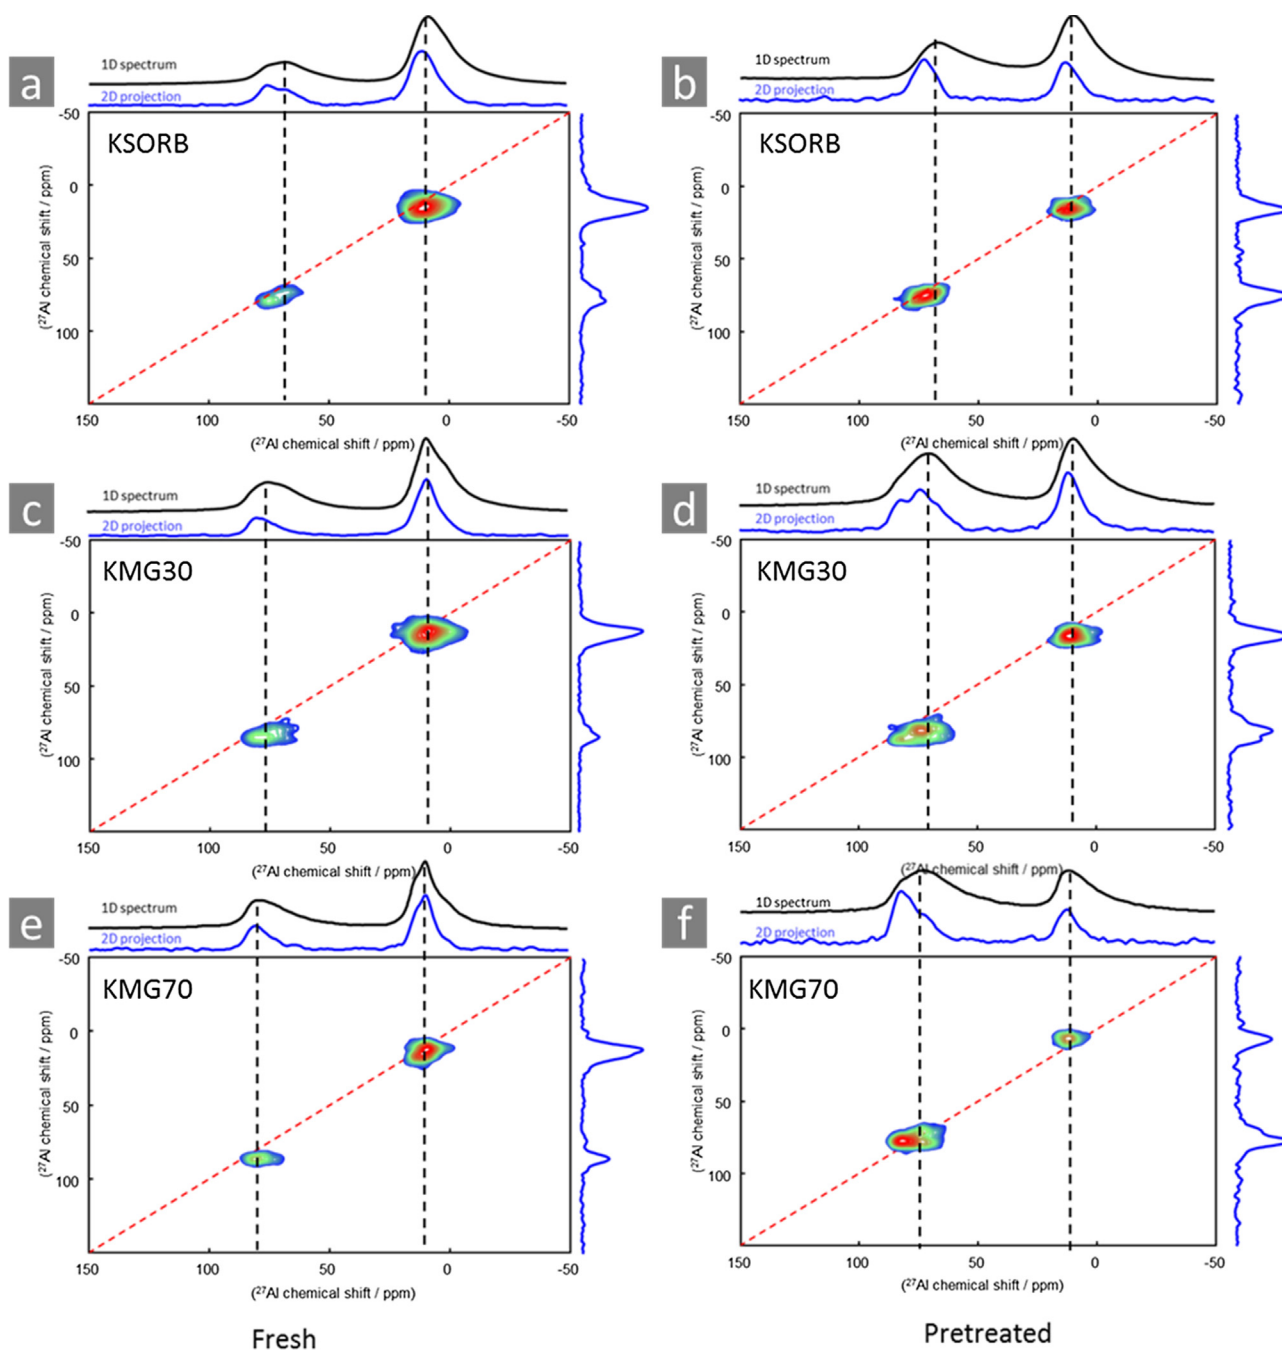 a
1D spectrum
2D projection
-50
0
50
100
(²⁷Al chemical shift / ppm)
KSORB
150
100
50
0
-50
(²⁷Al chemical shift / ppm)
b
1D spectrum
2D projection
-50
0
50
100
(²⁷Al chemical shift / ppm)
KSORB
150
100
50
0
-50
(²⁷Al chemical shift / ppm)
c
1D spectrum
2D projection
-50
0
50
100
(²⁷Al chemical shift / ppm)
KMG30
150
100
50
0
-50
(²⁷Al chemical shift / ppm)
d
1D spectrum
2D projection
-50
0
50
100
(²⁷Al chemical shift / ppm)
KMG30
150
100
50
0
-50
(²⁷Al chemical shift / ppm)
e
1D spectrum
2D projection
-50
0
50
100
(²⁷Al chemical shift / ppm)
KMG70
150
100
50
0
-50
(²⁷Al chemical shift / ppm)
f
1D spectrum
2D projection
-50
0
50
100
(²⁷Al chemical shift / ppm)
KMG70
150
100
50
0
-50
(²⁷Al chemical shift / ppm)
Fresh
Pretreated